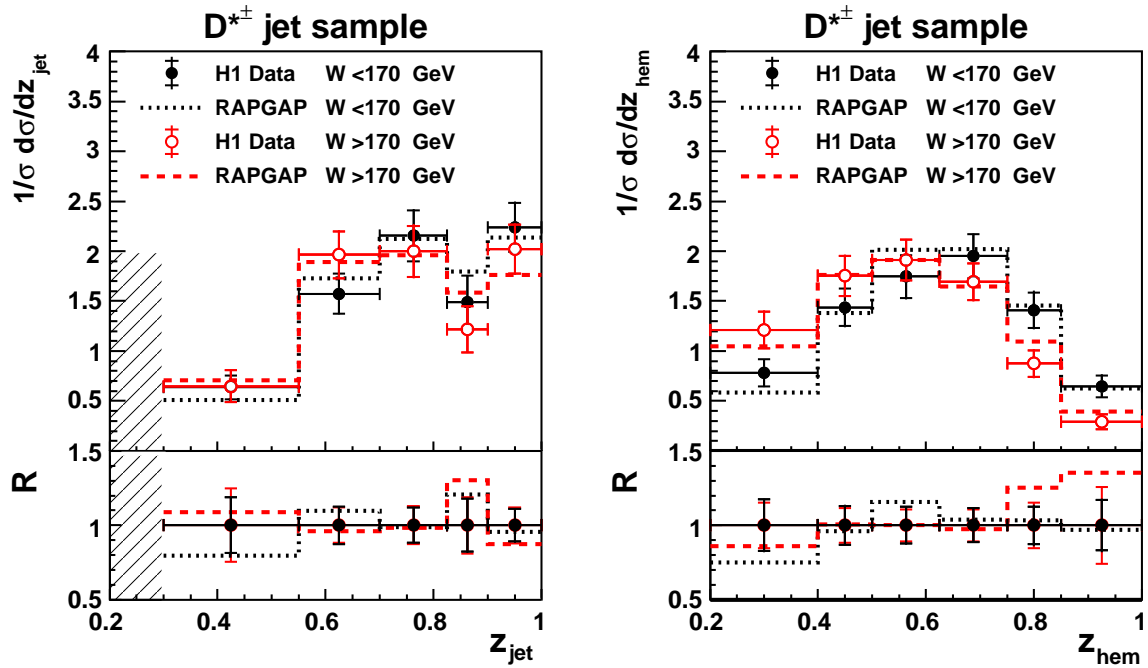 D*± jet sample
1/σ dσ/dz_jet
4
3.5
3
2.5
2
1.5
1
0.5
H1 Data W <170 GeV
RAPGAP W <170 GeV
H1 Data W >170 GeV
RAPGAP W >170 GeV
R
1.5
1
0.5
0.2 0.4 0.6 0.8 1
z_jet
D*± jet sample
1/σ dσ/dz_hem
4
3.5
3
2.5
2
1.5
1
0.5
H1 Data W <170 GeV
RAPGAP W <170 GeV
H1 Data W >170 GeV
RAPGAP W >170 GeV
R
1.5
1
0.5
0.2 0.4 0.6 0.8 1
z_hem